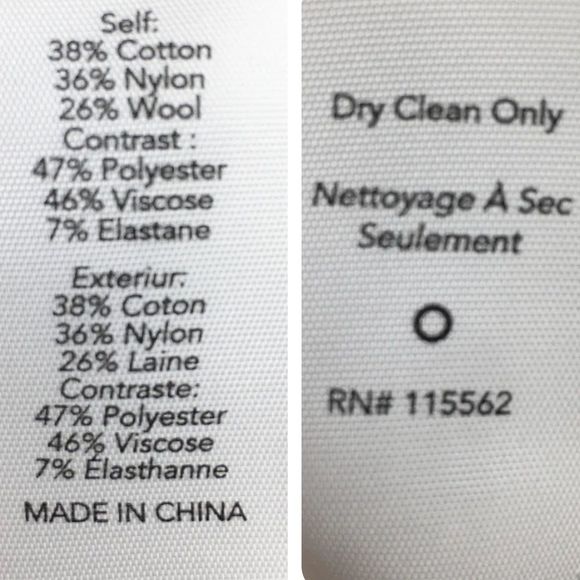 Self:
38% Cotton
36% Nylon
26% Wool
Contrast :
47% Polyester
46% Viscose
7% Elastane
Exteriur:
38% Coton
36% Nylon
26% Laine
Contraste:
47% Polyester
46% Viscose
7% Élasthanne
MADE IN CHINA
Dry Clean Only
Nettoyage À Sec
Seulement
RN# 115562